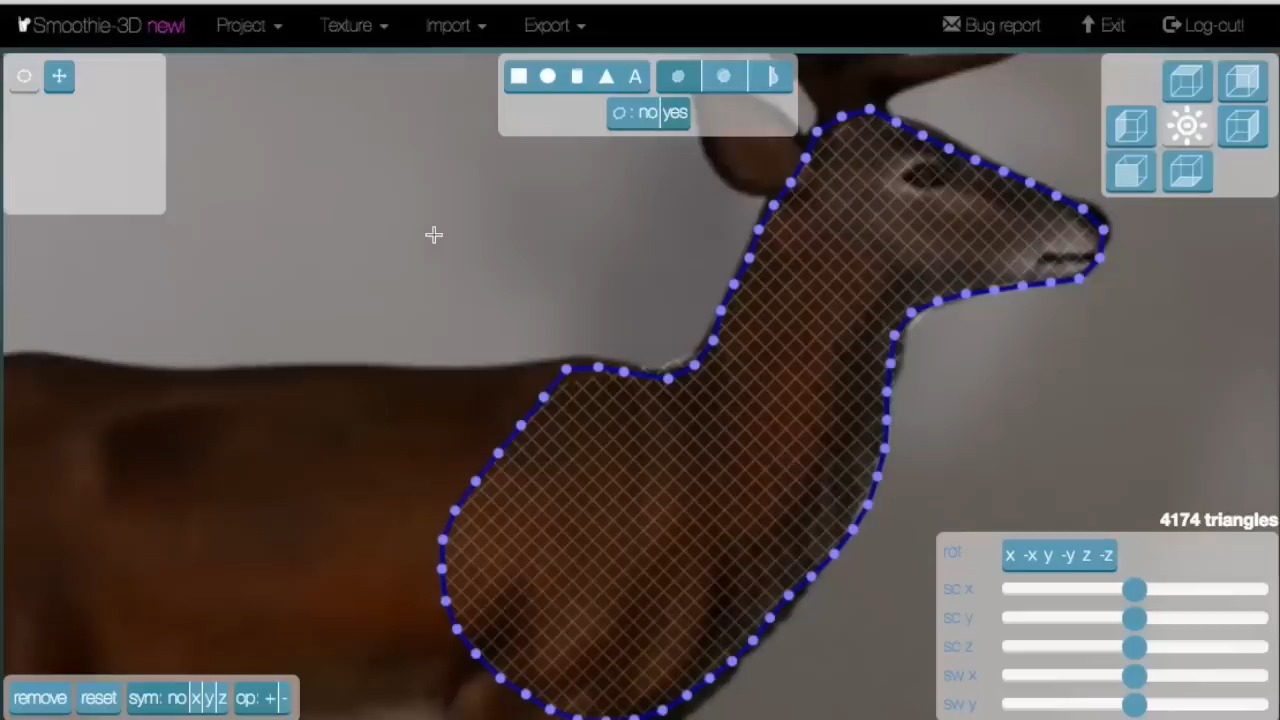 Smoothie-3D new! Project Texture Import Export Bug report Exit Log-out!
A
: no yes
4174 triangles
rot x -x y -y z -z
sc x
sc y
sc z
sw x
sw y
remove reset sym: no x y z op: + -